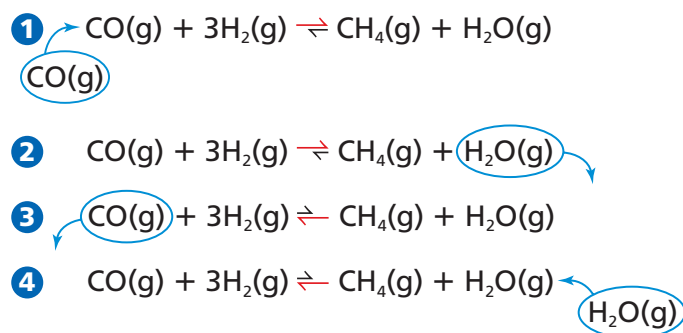 1 CO(g) + 3H₂(g) ⇌ CH₄(g) + H₂O(g)
CO(g)
2 CO(g) + 3H₂(g) ⇌ CH₄(g) + H₂O(g)
3 CO(g) + 3H₂(g) ⇌ CH₄(g) + H₂O(g)
4 CO(g) + 3H₂(g) ⇌ CH₄(g) + H₂O(g)
H₂O(g)